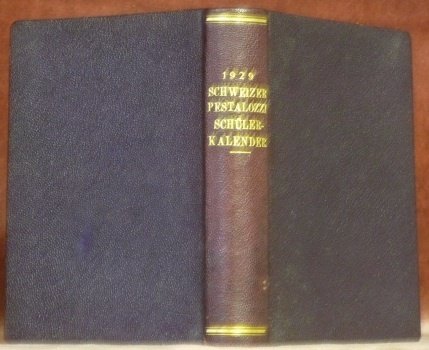 1929
SCHWEIZER
PESTALOZZI
SCHÜLER-
KALENDER